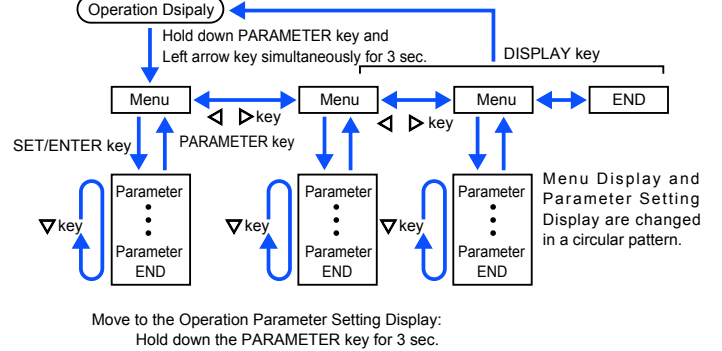 Operation Dsipaly
Hold down PARAMETER key and
Left arrow key simultaneously for 3 sec.
DISPLAY key
Menu
key
Menu
key
Menu
END
SET/ENTER key
PARAMETER key
key
Parameter
Parameter
END
key
Parameter
Parameter
END
key
Parameter
Parameter
END
Menu Display and
Parameter Setting
Display are changed
in a circular pattern.
Move to the Operation Parameter Setting Display:
Hold down the PARAMETER key for 3 sec.